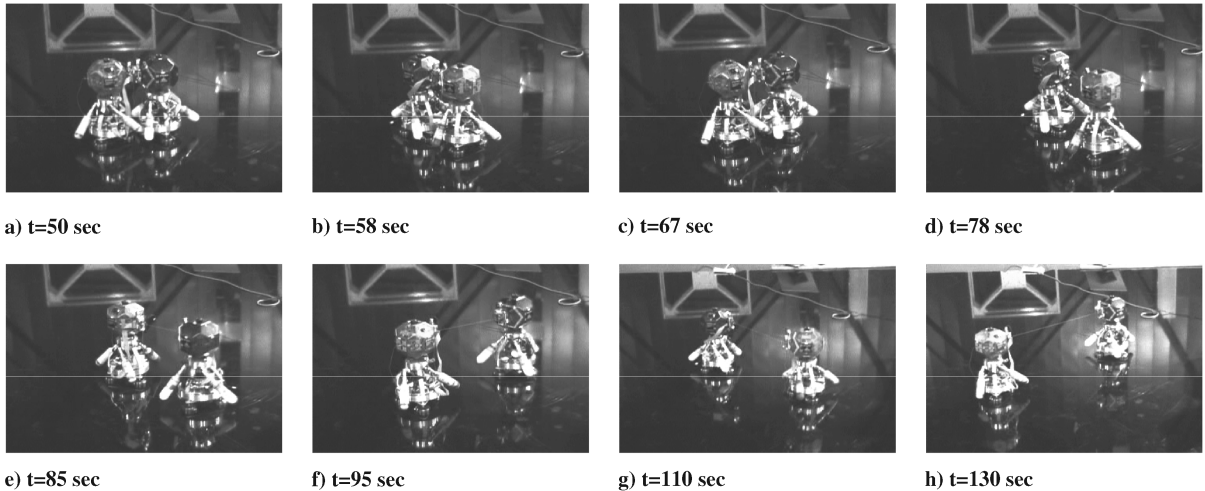 a) t=50 sec
b) t=58 sec
c) t=67 sec
d) t=78 sec
e) t=85 sec
f) t=95 sec
g) t=110 sec
h) t=130 sec